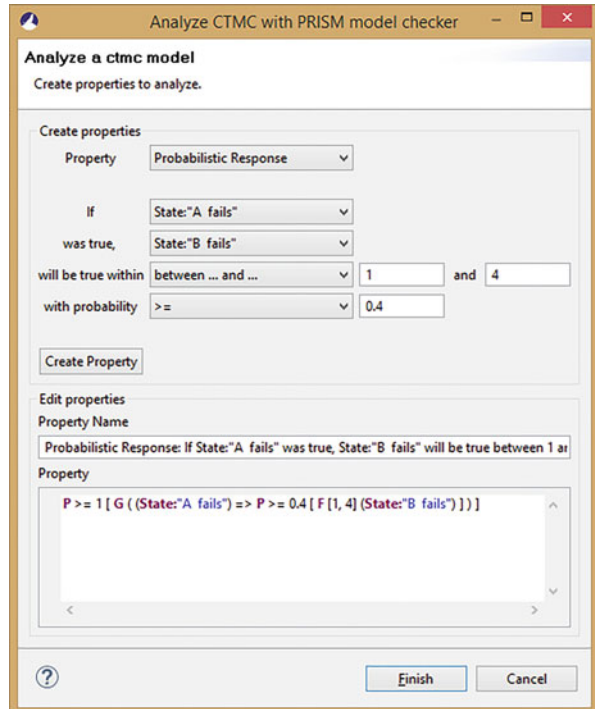 Analyze CTMC with PRISM model checker
Analyze a ctmc model
Create properties to analyze.
Create properties
Property Probabilistic Response
If State:"A fails"
was true, State:"B fails"
will be true within between ... and ... 1 and 4
with probability >= 0.4
Create Property
Edit properties
Property Name
Probabilistic Response: If State:"A fails" was true, State:"B fails" will be true between 1 ar
Property
P >= 1 [ G ( (State:"A fails") => P >= 0.4 [ F [1, 4] (State:"B fails") ] ) ]
? Finish Cancel